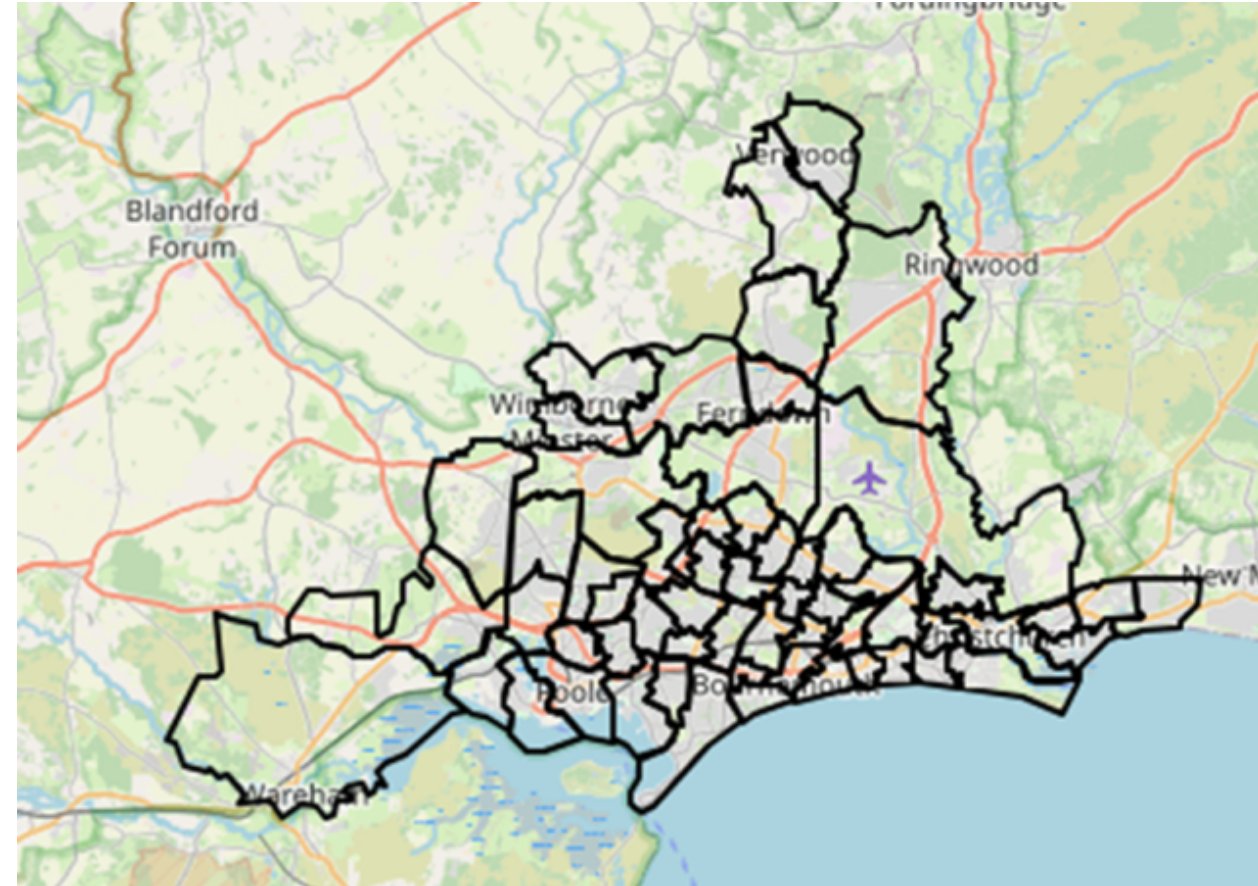 Fordingbridge
Verwood
Blandford
Forum
Ringwood
Wimborne
Minster
Ferndown
New M
Christchurch
Poole
Bournemouth
Wareham